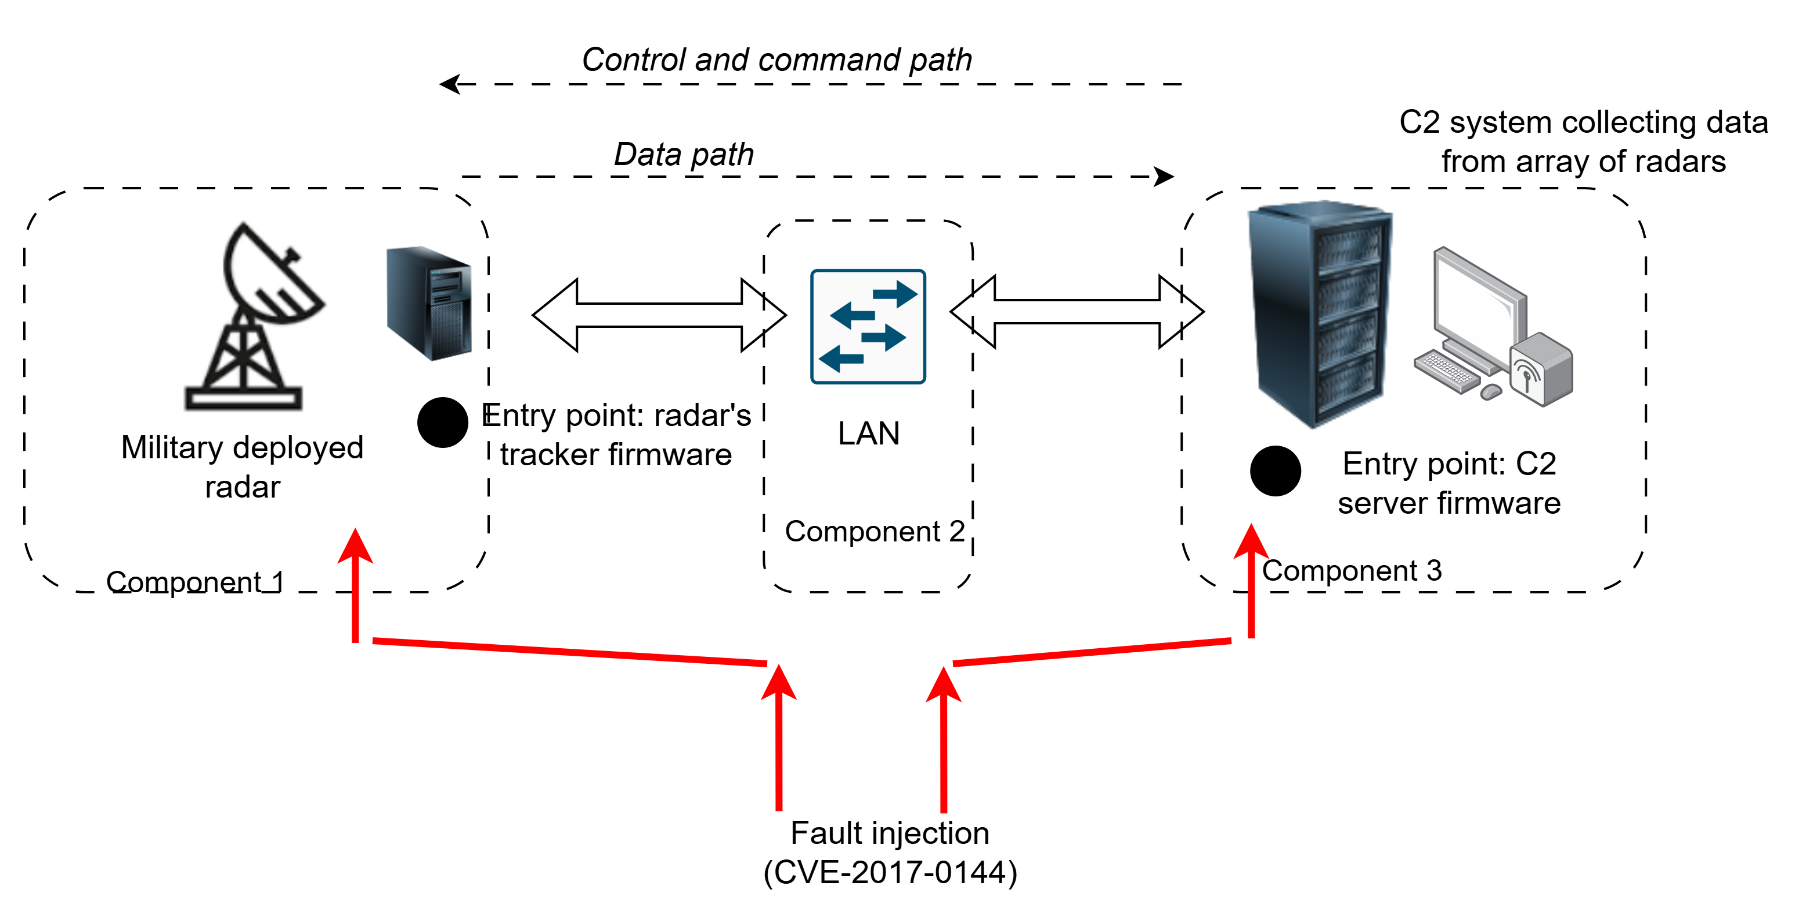 Control and command path
Data path
C2 system collecting data
from array of radars
Military deployed
radar
Entry point: radar's
tracker firmware
Component 1
LAN
Component 2
Entry point: C2
server firmware
Component 3
Fault injection
(CVE-2017-0144)